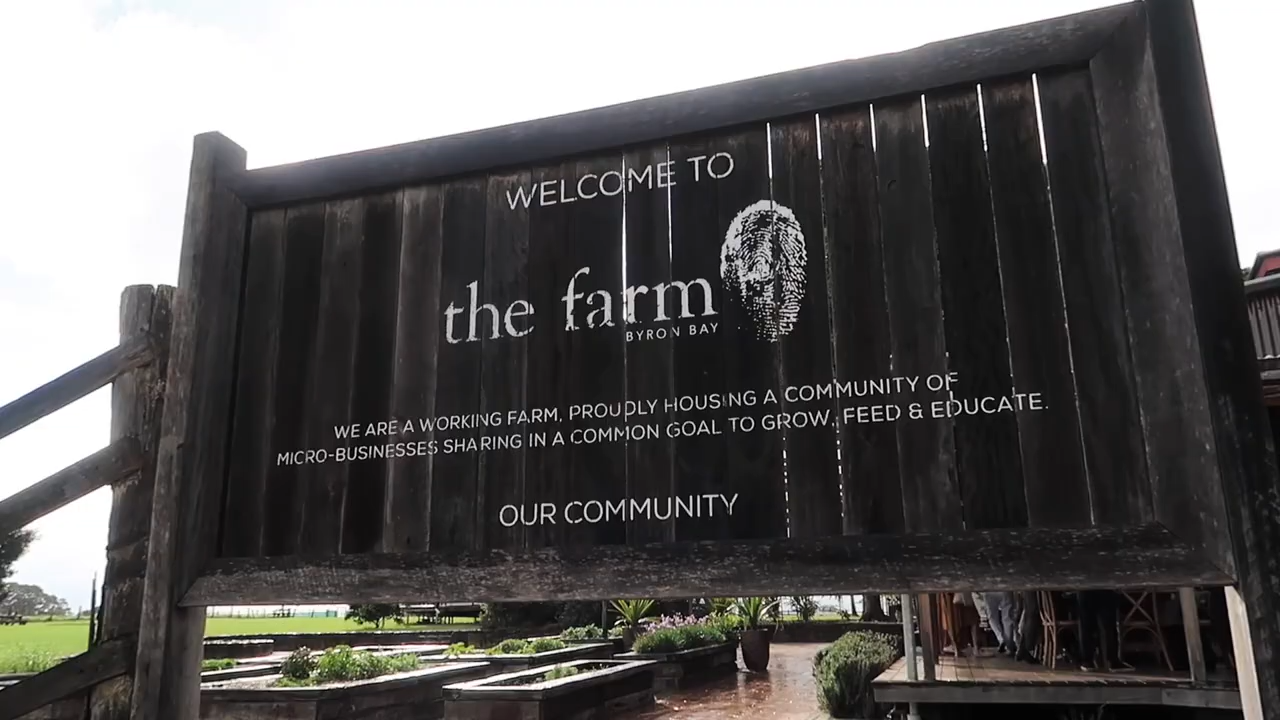 WELCOME TO
the farm
BYRON BAY
WE ARE A WORKING FARM, PROUDLY HOUSING A COMMUNITY OF
MICRO-BUSINESSES SHARING IN A COMMON GOAL TO GROW, FEED & EDUCATE.
OUR COMMUNITY